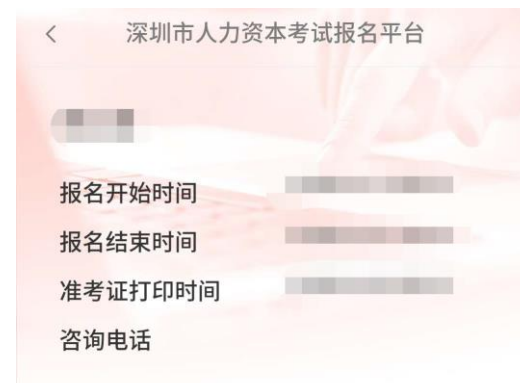 深圳市人力资本考试报名平台
报名开始时间
报名结束时间
准考证打印时间
咨询电话